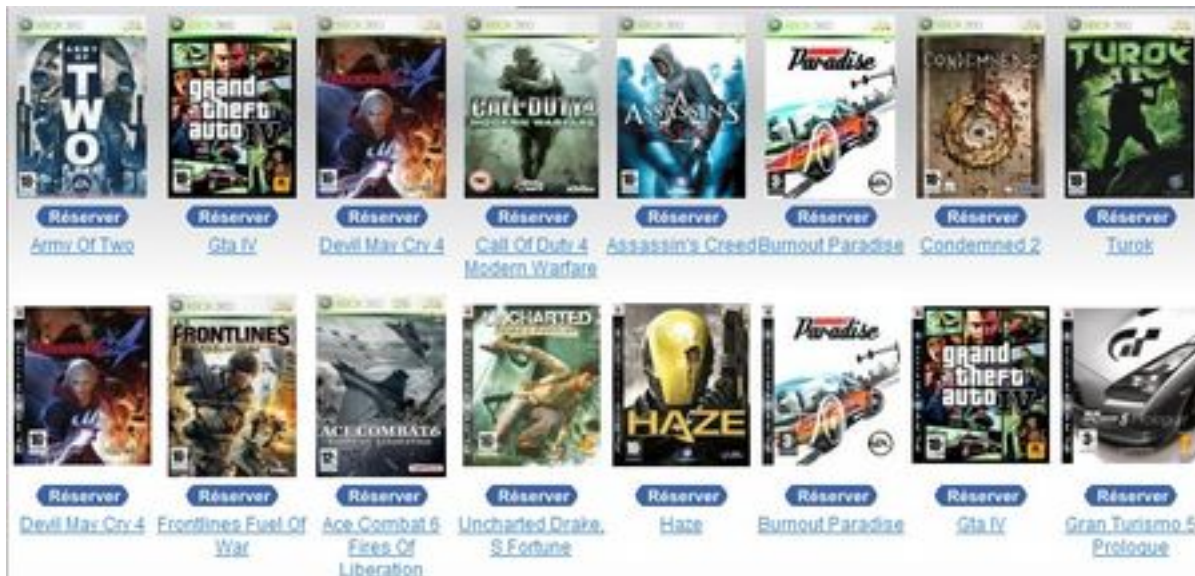 XBOX 360 XBOX 360 XBOX 360 XBOX 360 XBOX 360 XBOX 360 XBOX 360 XBOX 360
ARMY OF TWO
EA
grand theft auto IV
CALL OF DUTY 4
MODERN WARFARE
ASSASSIN'S
Paradise
EA
CONDEMNED 2
TUROK
Réserver Réserver Réserver Réserver Réserver Réserver Réserver Réserver
Army Of Two Gta IV Devil May Cry 4 Call Of Duty 4 Assassin's Creed Burnout Paradise Condemned 2 Turok
Modern Warfare
XBOX 360 XBOX 360
FRONTLINES
ACE COMBAT 6
UNCHARTED
HAZE
Paradise
EA
grand theft auto IV
GT
Réserver Réserver Réserver Réserver Réserver Réserver Réserver Réserver
Devil May Cry 4 Frontlines Fuel Of Ace Combat 6 Uncharted Drake, Haze Burnout Paradise Gta IV Gran Turismo 5
War Fires Of S Fortune Prologue
Liberation